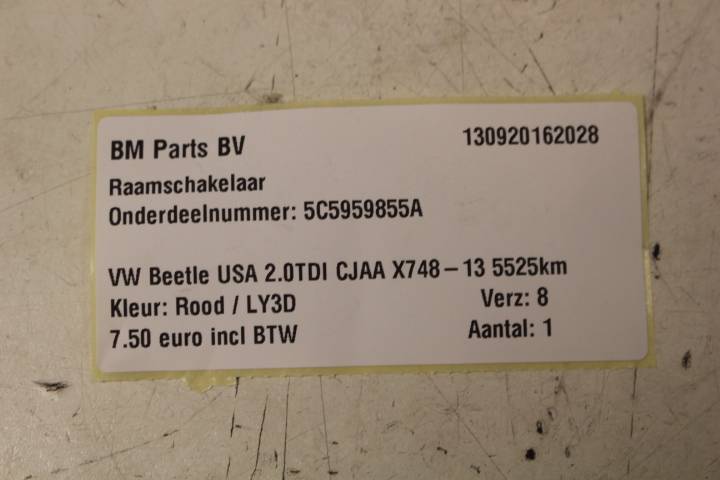 BM Parts BV 130920162028
Raamschakelaar
Onderdeelnummer: 5C5959855A
VW Beetle USA 2.0TDI CJAA X748-13 5525km
Kleur: Rood / LY3D Verz: 8
7.50 euro incl BTW Aantal: 1